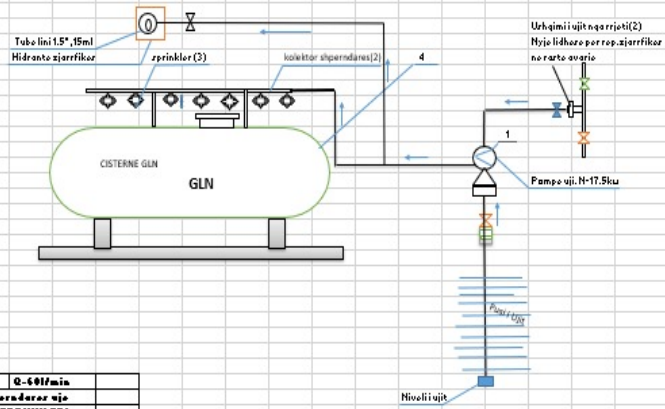 Tubo lini 1.5",15ml
Hidrante zjarrfikes
sprinkler (3)
kolektor shperndares(2)
4
Urhqimi i ujit nga rrjeti(2)
Nyje lidhese per rep.zjarrfikes
ne raste avarie
1
CISTERNE GLN
GLN
Pompe uji. N-17.5kw
Pusi i Ujit
Niveli i ujit
Q-60l/min